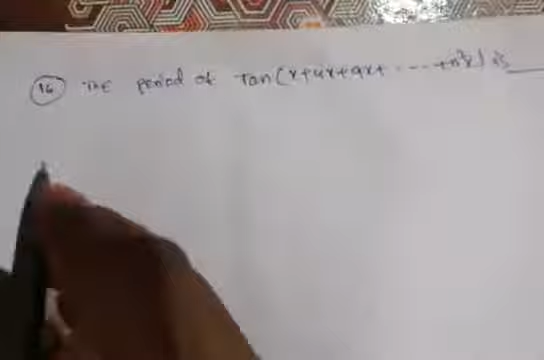 16 The period of Tan(x+4x+9x+....+n²x) is ___